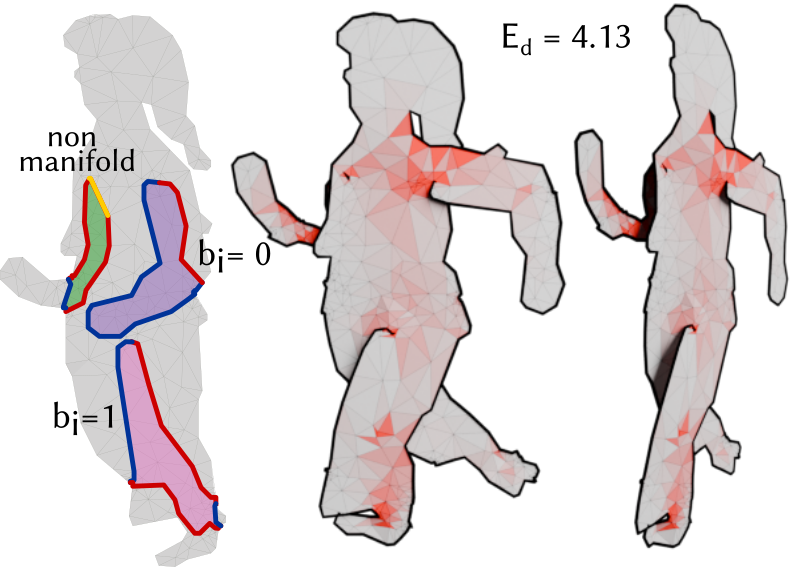 E_d = 4.13
non
manifold
b_i= 0
b_i=1